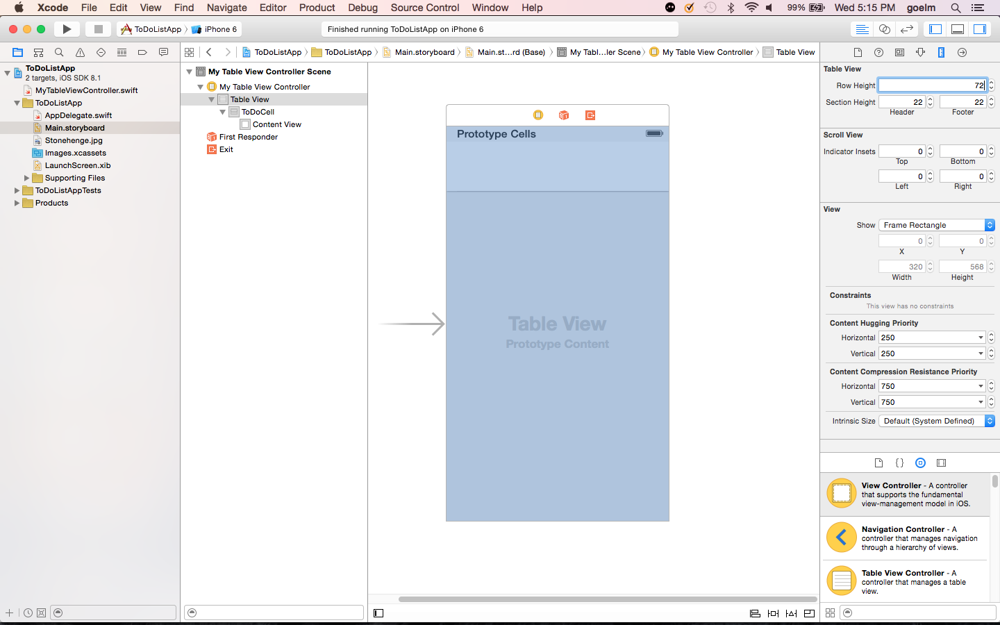 Xcode File Edit View Find Navigate Editor Product Debug Source Control Window Help 99% Wed 5:15 PM goelm
ToDoListApp iPhone 6 Finished running ToDoListApp on iPhone 6
ToDoListApp ToDoListApp Main.storyboard Main.st...rd (Base) My Tabl...ler Scene My Table View Controller Table View
ToDoListApp
2 targets, iOS SDK 8.1
MyTableViewController.swift
ToDoListApp
AppDelegate.swift
Main.storyboard
Stonehenge.jpg
Images.xcassets
LaunchScreen.xib
Supporting Files
ToDoListAppTests
Products
My Table View Controller Scene
My Table View Controller
Table View
ToDoCell
Content View
First Responder
Exit
Prototype Cells
Table View
Prototype Content
Table View
Row Height 72
Section Height 22 22
Header Footer
Scroll View
Indicator Insets 0 0
Top Bottom
0 0
Left Right
View
Show Frame Rectangle
0 0
X Y
320 568
Width Height
Constraints
This view has no constraints
Content Hugging Priority
Horizontal 250
Vertical 250
Content Compression Resistance Priority
Horizontal 750
Vertical 750
Intrinsic Size Default (System Defined)
{ }
View Controller - A controller
that supports the fundamental
view-management model in iOS.
Navigation Controller - A
controller that manages navigation
through a hierarchy of views.
Table View Controller - A
controller that manages a table
view.